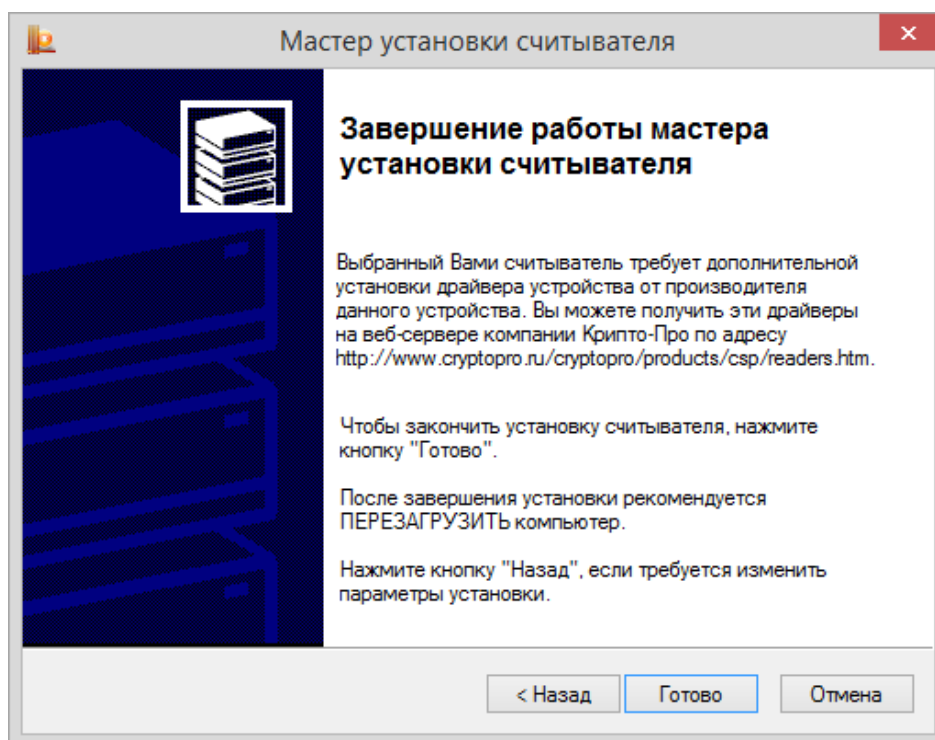 Мастер установки считывателя
Завершение работы мастера
установки считывателя
Выбранный Вами считыватель требует дополнительной
установки драйвера устройства от производителя
данного устройства. Вы можете получить эти драйверы
на веб-сервере компании Крипто-Про по адресу
http://www.cryptopro.ru/cryptopro/products/csp/readers.htm.
Чтобы закончить установку считывателя, нажмите
кнопку "Готово".
После завершения установки рекомендуется
ПЕРЕЗАГРУЗИТЬ компьютер.
Нажмите кнопку "Назад", если требуется изменить
параметры установки.
< Назад Готово Отмена